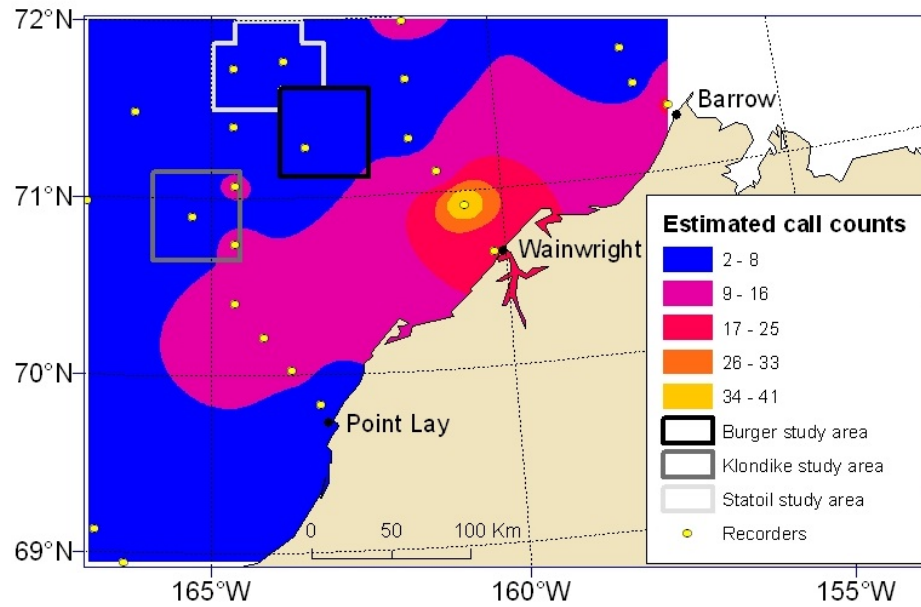 72°N
71°N
70°N
69°N
165°W
160°W
155°W
Barrow
Wainwright
Point Lay
0 50 100 Km
Estimated call counts
2 - 8
9 - 16
17 - 25
26 - 33
34 - 41
Burger study area
Klondike study area
Statoil study area
Recorders